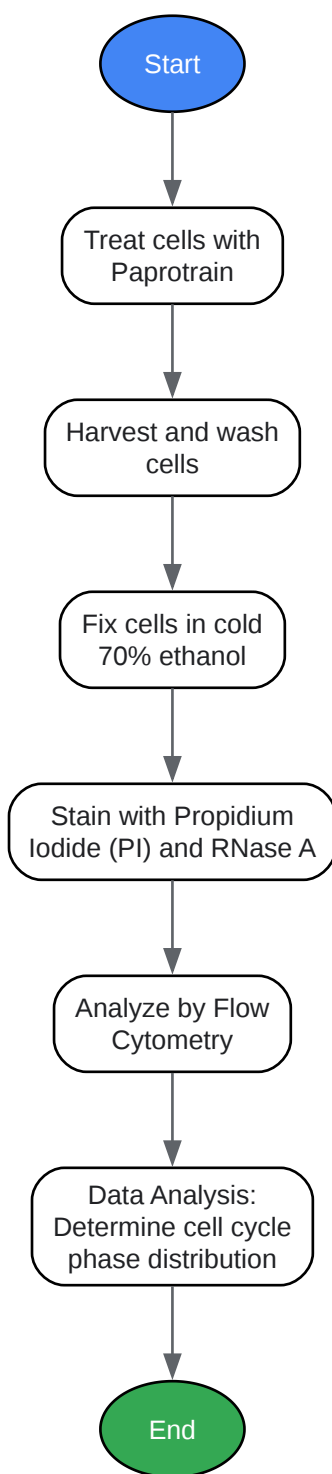 Start
Treat cells with
Paprotrain
Harvest and wash
cells
Fix cells in cold
70% ethanol
Stain with Propidium
Iodide (PI) and RNase A
Analyze by Flow
Cytometry
Data Analysis:
Determine cell cycle
phase distribution
End